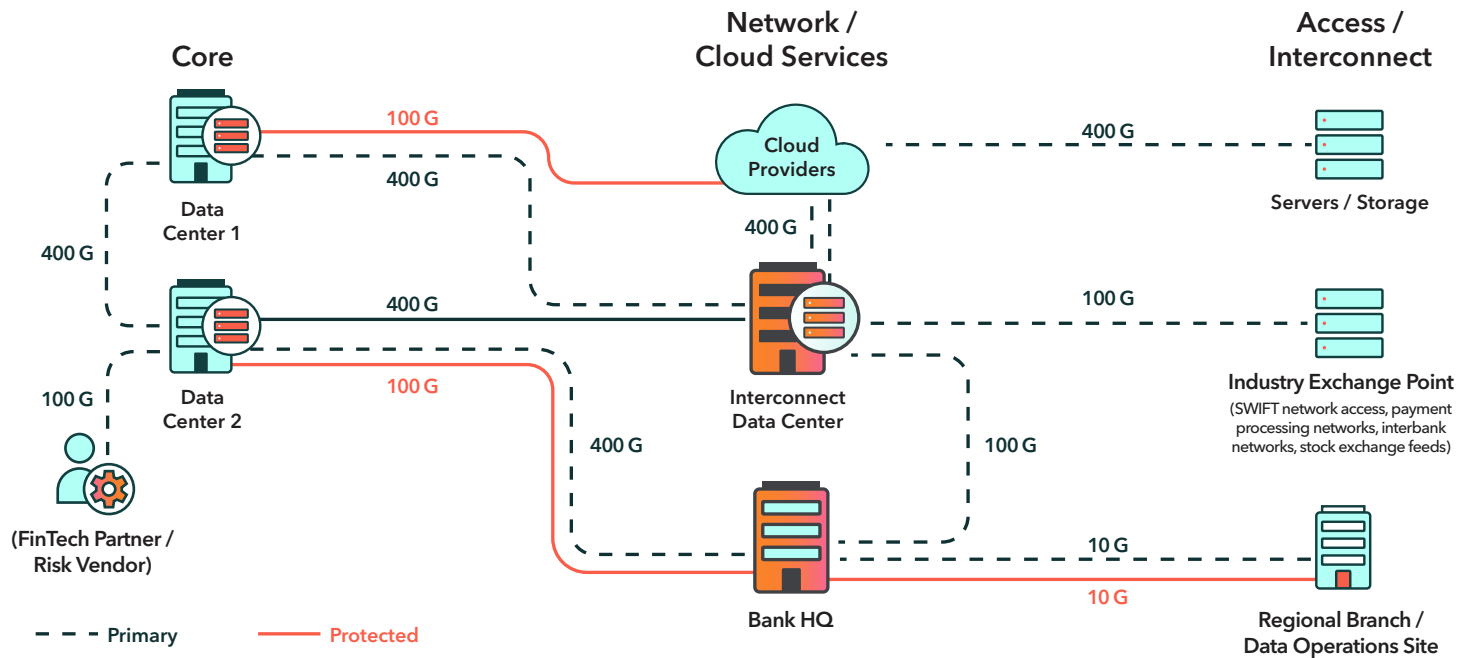 Core
Network /
Cloud Services
Access /
Interconnect
100 G
400 G
Cloud
Providers
400 G
Servers / Storage
Data
Center 1
400 G
400 G
400 G
100 G
Industry Exchange Point
(SWIFT network access, payment
processing networks, interbank
networks, stock exchange feeds)
Data
Center 2
100 G
100 G
Interconnect
Data Center
400 G
100 G
(FinTech Partner /
Risk Vendor)
Bank HQ
10 G
10 G
Regional Branch /
Data Operations Site
Primary
Protected